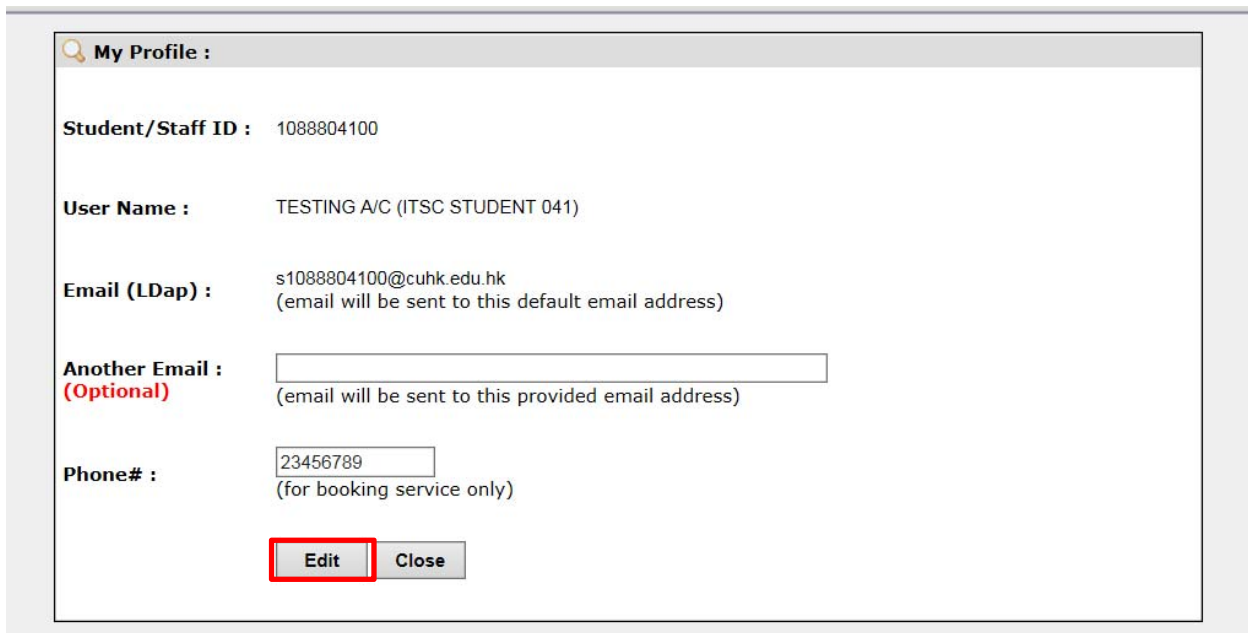 My Profile :
Student/Staff ID : 1088804100
User Name : TESTING A/C (ITSC STUDENT 041)
Email (LDap) : s1088804100@cuhk.edu.hk
(email will be sent to this default email address)
Another Email :
(Optional)
(email will be sent to this provided email address)
Phone# : 23456789
(for booking service only)
Edit Close